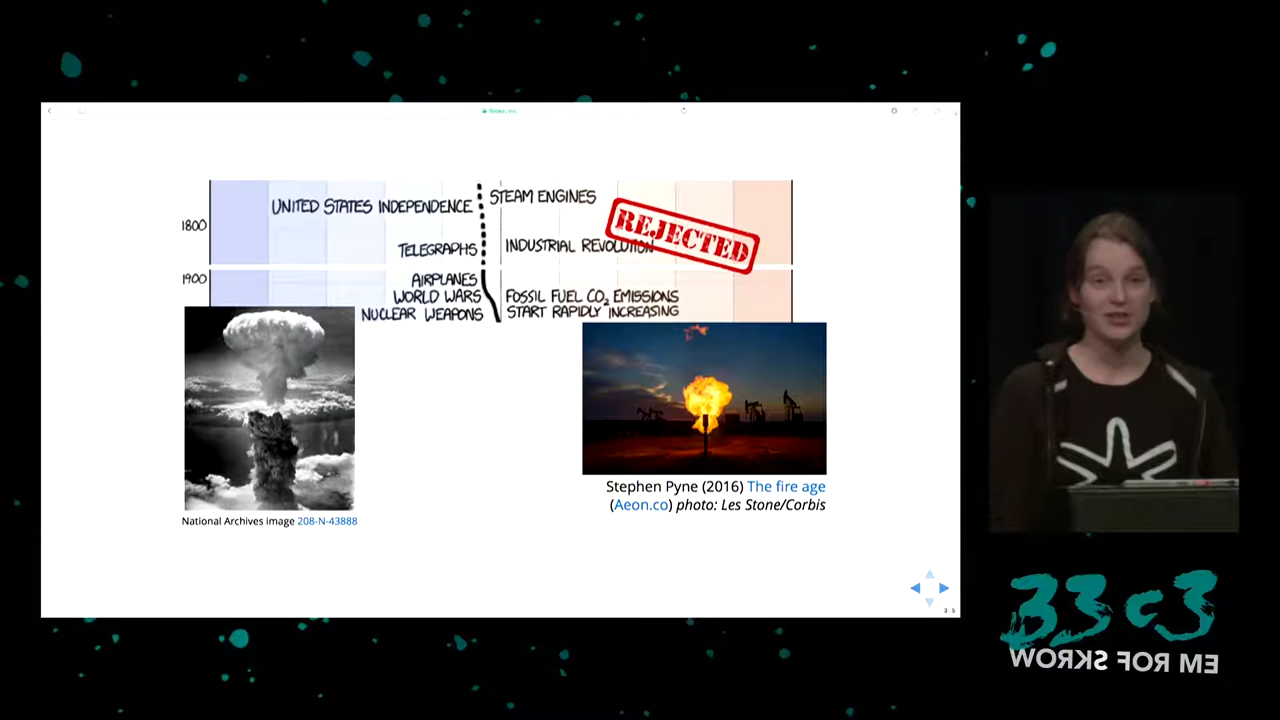 1800
UNITED STATES INDEPENDENCE
STEAM ENGINES
REJECTED
TELEGRAPHS
INDUSTRIAL REVOLUTION
1900
AIRPLANES
WORLD WARS
NUCLEAR WEAPONS
FOSSIL FUEL CO₂ EMISSIONS
START RAPIDLY INCREASING
National Archives image 208-N-43888
Stephen Pyne (2016) The fire age
(Aeon.co) photo: Les Stone/Corbis
3.5
33c3
WORKS FOR ME